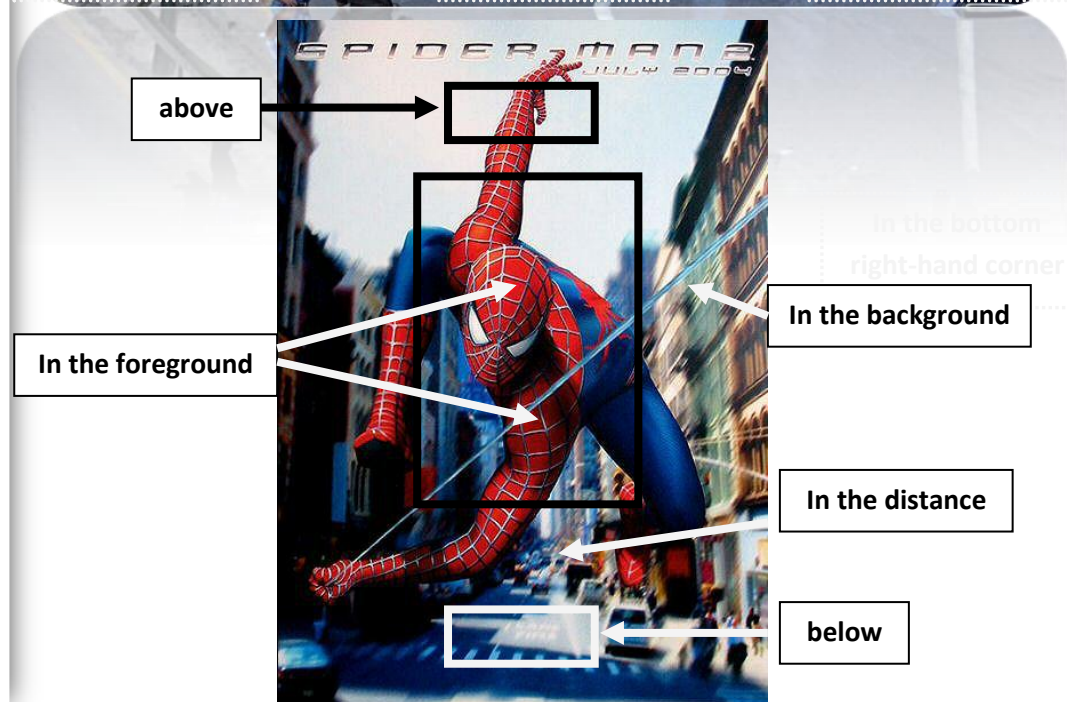 SPIDER-MAN 2
JULY 2004
above
In the bottom
right-hand corner
In the background
In the foreground
In the distance
below